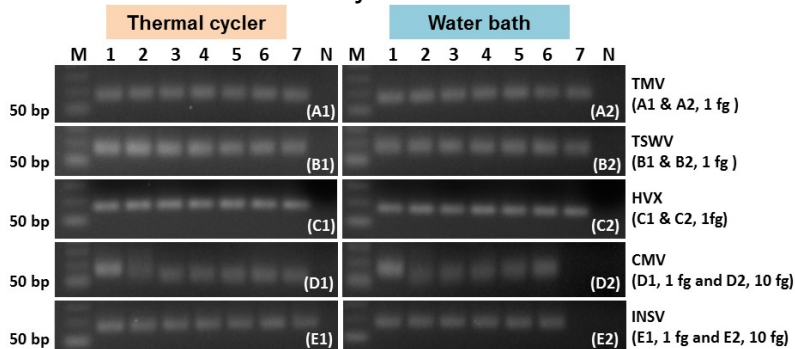 Thermal cycler Water bath
M 1 2 3 4 5 6 7 N M 1 2 3 4 5 6 7 N
50 bp (A1) (A2) TMV
(A1 & A2, 1 fg )
50 bp (B1) (B2) TSWV
(B1 & B2, 1 fg )
50 bp (C1) (C2) HVX
(C1 & C2, 1fg)
50 bp (D1) (D2) CMV
(D1, 1 fg and D2, 10 fg)
50 bp (E1) (E2) INSV
(E1, 1 fg and E2, 10 fg)